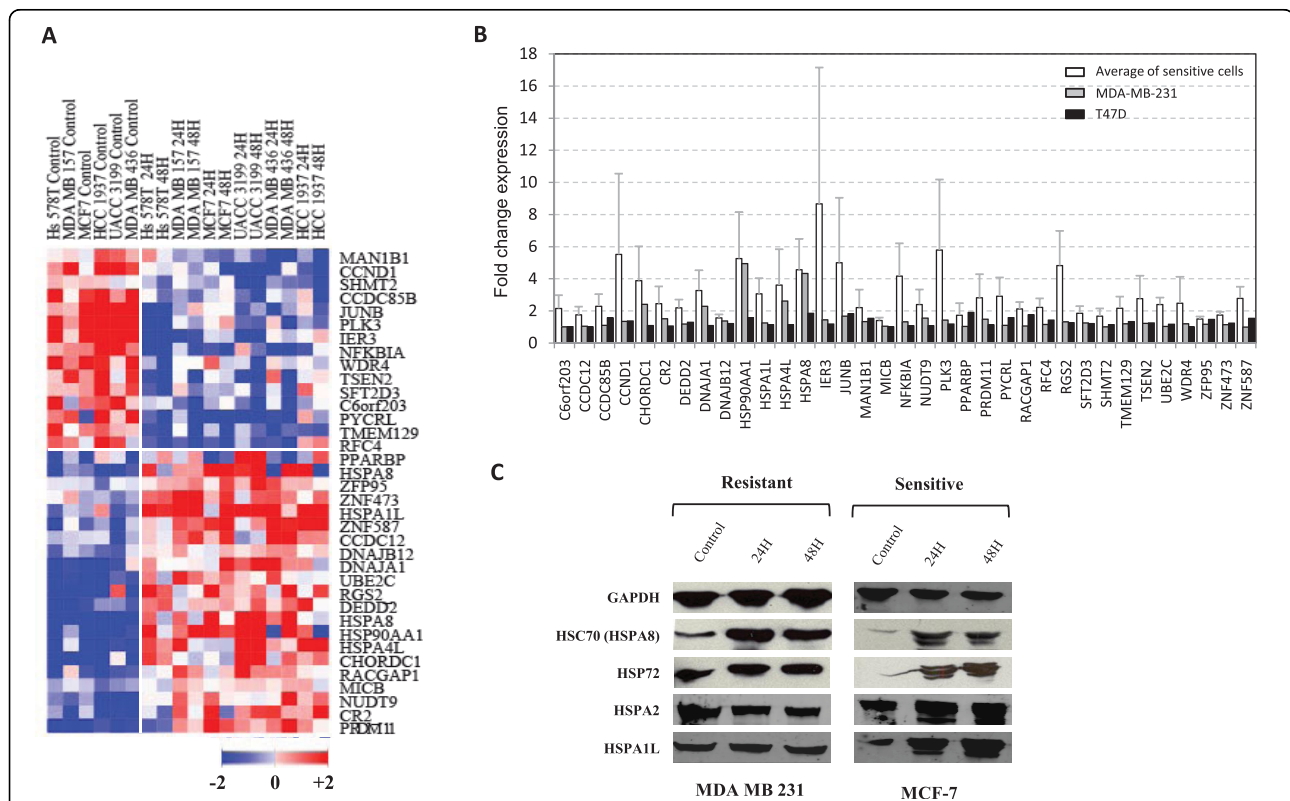 A
Hs 578T Control
MDA MB 157 Control
MCF7 Control
HCC 1937 Control
UACC 3199 Control
MDA MB 436 Control
Hs 578T 24H
Hs 578T 48H
MDA MB 157 24H
MDA MB 157 48H
MCF7 24H
MCF7 48H
UACC 3199 24H
UACC 3199 48H
MDA MB 436 24H
MDA MB 436 48H
HCC 1937 24H
HCC 1937 48H
MAN1B1
CCND1
SHMT2
CCDC85B
JUNB
PLK3
IER3
NFKBIA
WDR4
TSEN2
SFT2D3
C6orf203
PYCRL
TMEM129
RFC4
PPARBP
HSPA8
ZFP95
ZNF473
HSPA1L
ZNF587
CCDC12
DNAJB12
DNAJA1
UBE2C
RGS2
DEDD2
HSPA8
HSP90AA1
HSPA4L
CHORDC1
RACGAP1
MICB
NUDT9
CR2
PRDM11
-2 0 +2
B
Fold change expression
18
16
14
12
10
8
6
4
2
0
Average of sensitive cells
MDA-MB-231
T47D
C6orf203
CCDC12
CCDC85B
CCND1
CHORDC1
CR2
DEDD2
DNAJA1
DNAJB12
HSP90AA1
HSPA1L
HSPA4L
HSPA8
IER3
JUNB
MAN1B1
MICB
NFKBIA
NUDT9
PLK3
PPARBP
PRDM11
PYCRL
RACGAP1
RFC4
RGS2
SFT2D3
SHMT2
TMEM129
TSEN2
UBE2C
WDR4
ZFP95
ZNF473
ZNF587
C
Resistant Sensitive
Control 24H 48H Control 24H 48H
GAPDH
HSC70 (HSPA8)
HSP72
HSPA2
HSPA1L
MDA MB 231 MCF-7